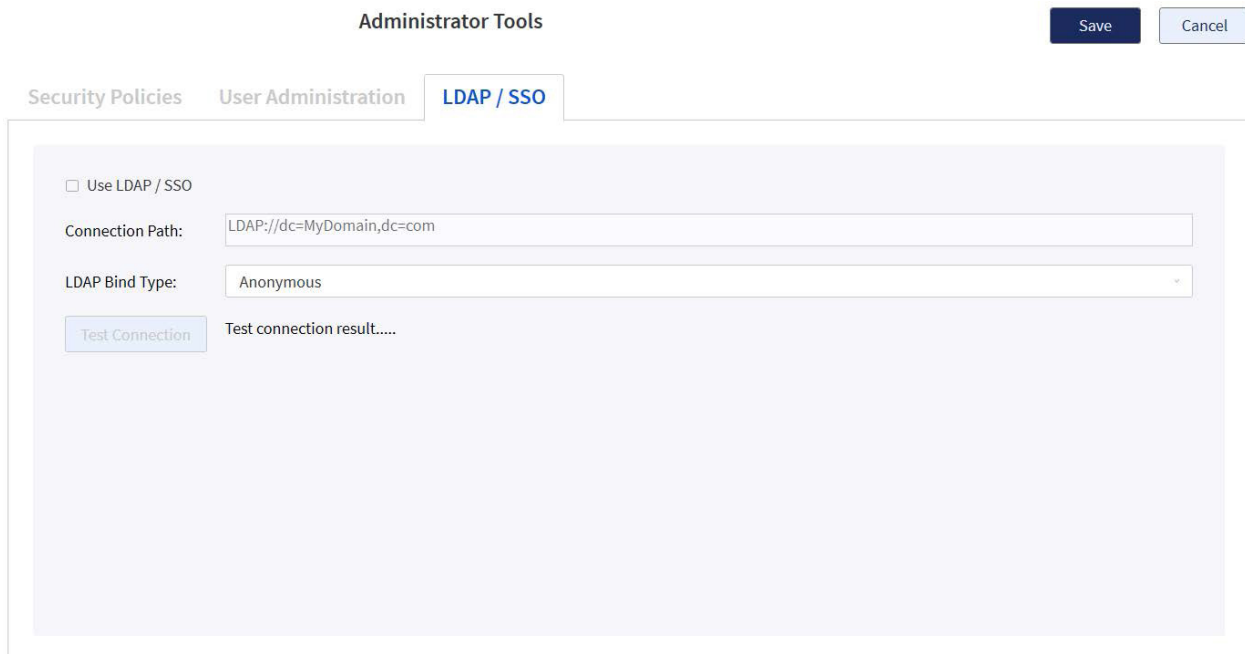 Administrator Tools
Save
Cancel
Security Policies
User Administration
LDAP / SSO
Use LDAP / SSO
Connection Path:
LDAP://dc=MyDomain,dc=com
LDAP Bind Type:
Anonymous
Test Connection
Test connection result.....